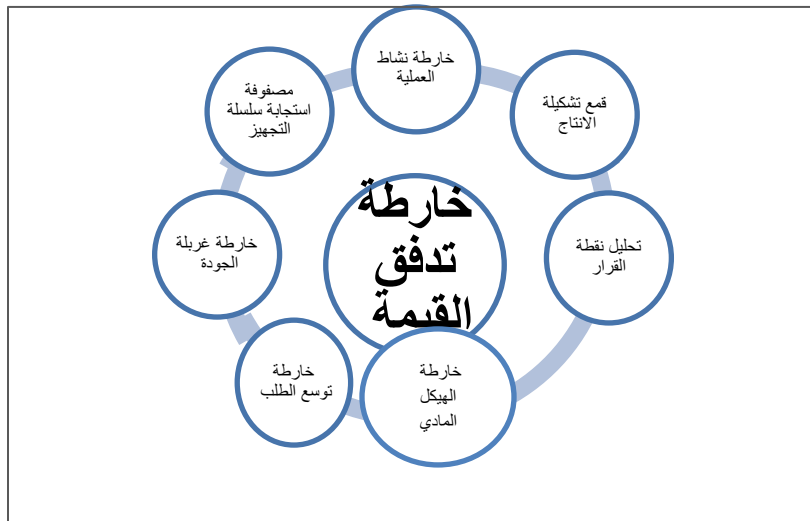 خارطة نشاط
العملية
قمع تشكيلة
الانتاج
تحليل نقطة
القرار
خارطة
الهيكل
المادي
خارطة
توسع الطلب
خارطة غربلة
الجودة
مصفوفة
استجابة سلسلة
التجهيز
خارطة
تدفق
القيمة